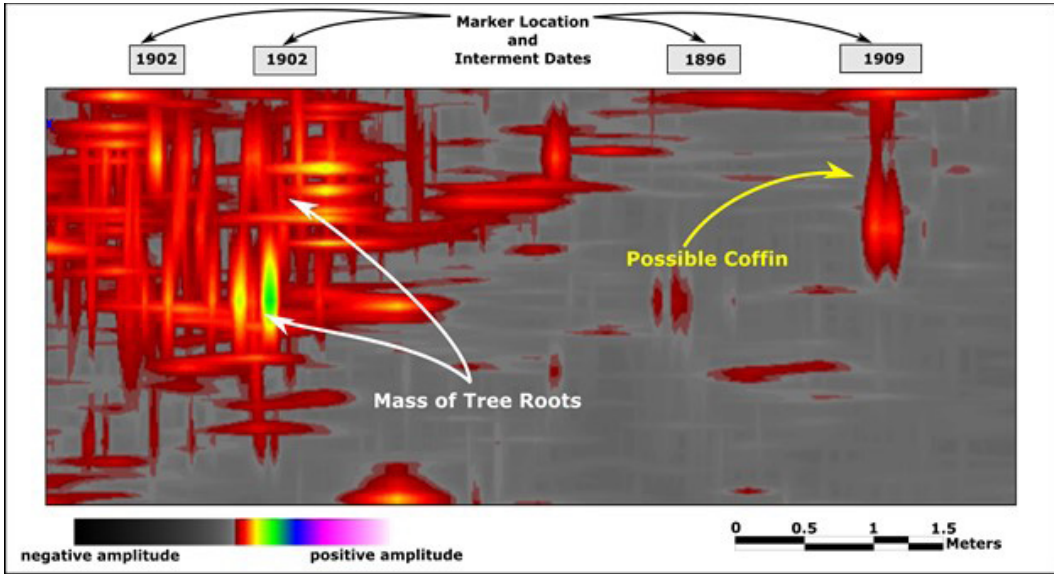 Marker Location
and
Interment Dates
1902
1902
1896
1909
Possible Coffin
Mass of Tree Roots
negative amplitude
positive amplitude
0 0.5 1 1.5
Meters